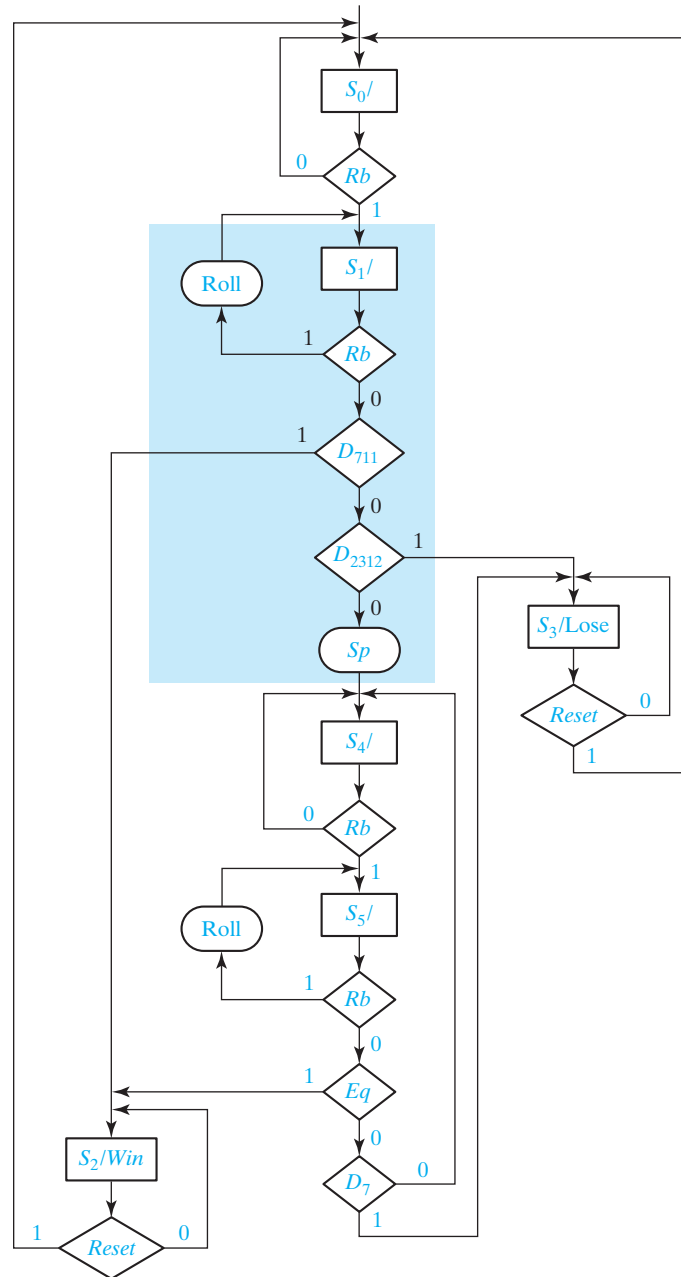 S0/
0
Rb
1
Roll
S1/
1
Rb
0
1
D711
0
D2312
1
0
Sp
S3/Lose
Reset
0
1
S4/
0
Rb
1
Roll
S5/
1
Rb
0
1
Eq
0
S2/Win
D7
0
1
1
Reset
0